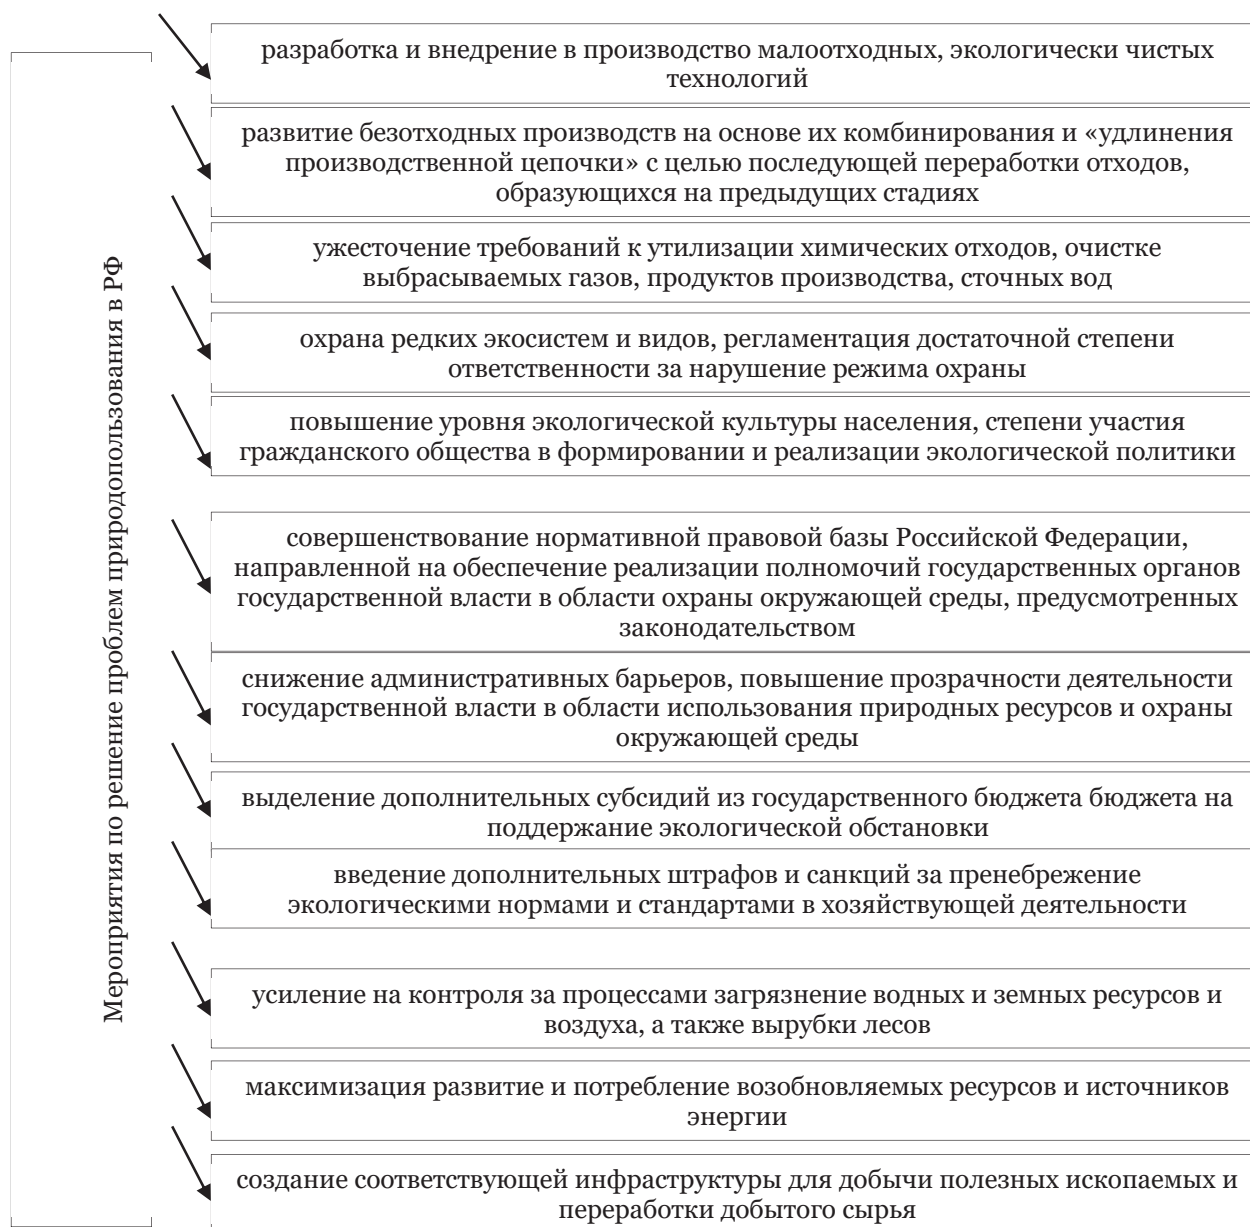 Мероприятия по решение проблем природопользования в РФ
разработка и внедрение в производство малоотходных, экологически чистых
технологий
развитие безотходных производств на основе их комбинирования и «удлинения
производственной цепочки» с целью последующей переработки отходов,
образующихся на предыдущих стадиях
ужесточение требований к утилизации химических отходов, очистке
выбрасываемых газов, продуктов производства, сточных вод
охрана редких экосистем и видов, регламентация достаточной степени
ответственности за нарушение режима охраны
повышение уровня экологической культуры населения, степени участия
гражданского общества в формировании и реализации экологической политики
совершенствование нормативной правовой базы Российской Федерации,
направленной на обеспечение реализации полномочий государственных органов
государственной власти в области охраны окружающей среды, предусмотренных
законодательством
снижение административных барьеров, повышение прозрачности деятельности
государственной власти в области использования природных ресурсов и охраны
окружающей среды
выделение дополнительных субсидий из государственного бюджета бюджета на
поддержание экологической обстановки
введение дополнительных штрафов и санкций за пренебрежение
экологическими нормами и стандартами в хозяйствующей деятельности
усиление на контроля за процессами загрязнение водных и земных ресурсов и
воздуха, а также вырубки лесов
максимизация развитие и потребление возобновляемых ресурсов и источников
энергии
создание соответствующей инфраструктуры для добычи полезных ископаемых и
переработки добытого сырья